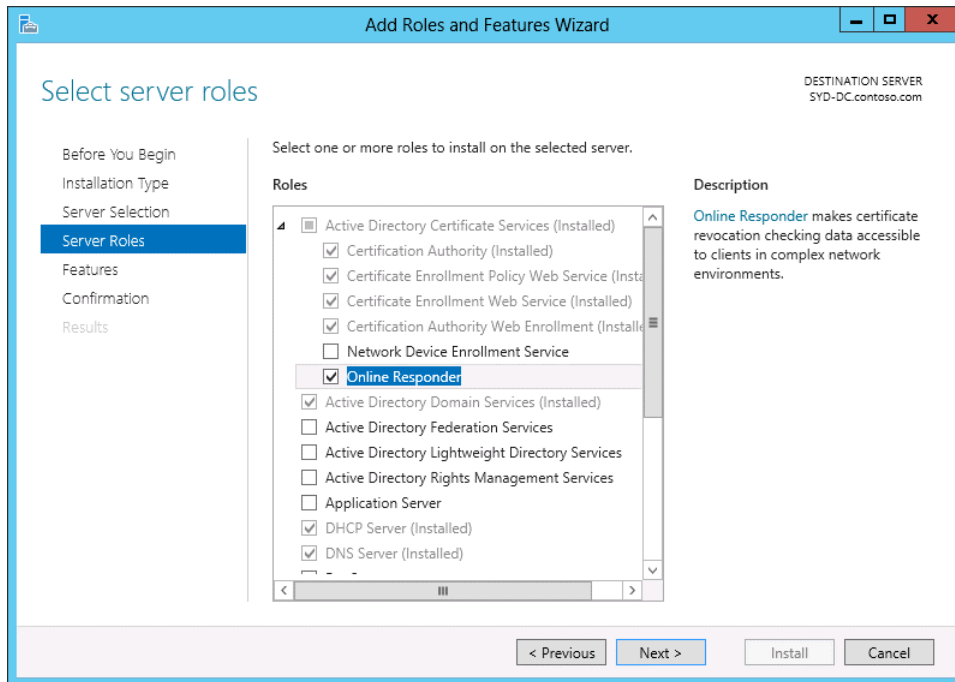 Add Roles and Features Wizard
Select server roles
DESTINATION SERVER
SYD-DC.contoso.com
Before You Begin
Installation Type
Server Selection
Server Roles
Features
Confirmation
Results
Select one or more roles to install on the selected server.
Roles
Active Directory Certificate Services (Installed)
Certification Authority (Installed)
Certificate Enrollment Policy Web Service (Insta
Certificate Enrollment Web Service (Installed)
Certification Authority Web Enrollment (Installe
Network Device Enrollment Service
Online Responder
Active Directory Domain Services (Installed)
Active Directory Federation Services
Active Directory Lightweight Directory Services
Active Directory Rights Management Services
Application Server
DHCP Server (Installed)
DNS Server (Installed)
Description
Online Responder makes certificate
revocation checking data accessible
to clients in complex network
environments.
< Previous
Next >
Install
Cancel